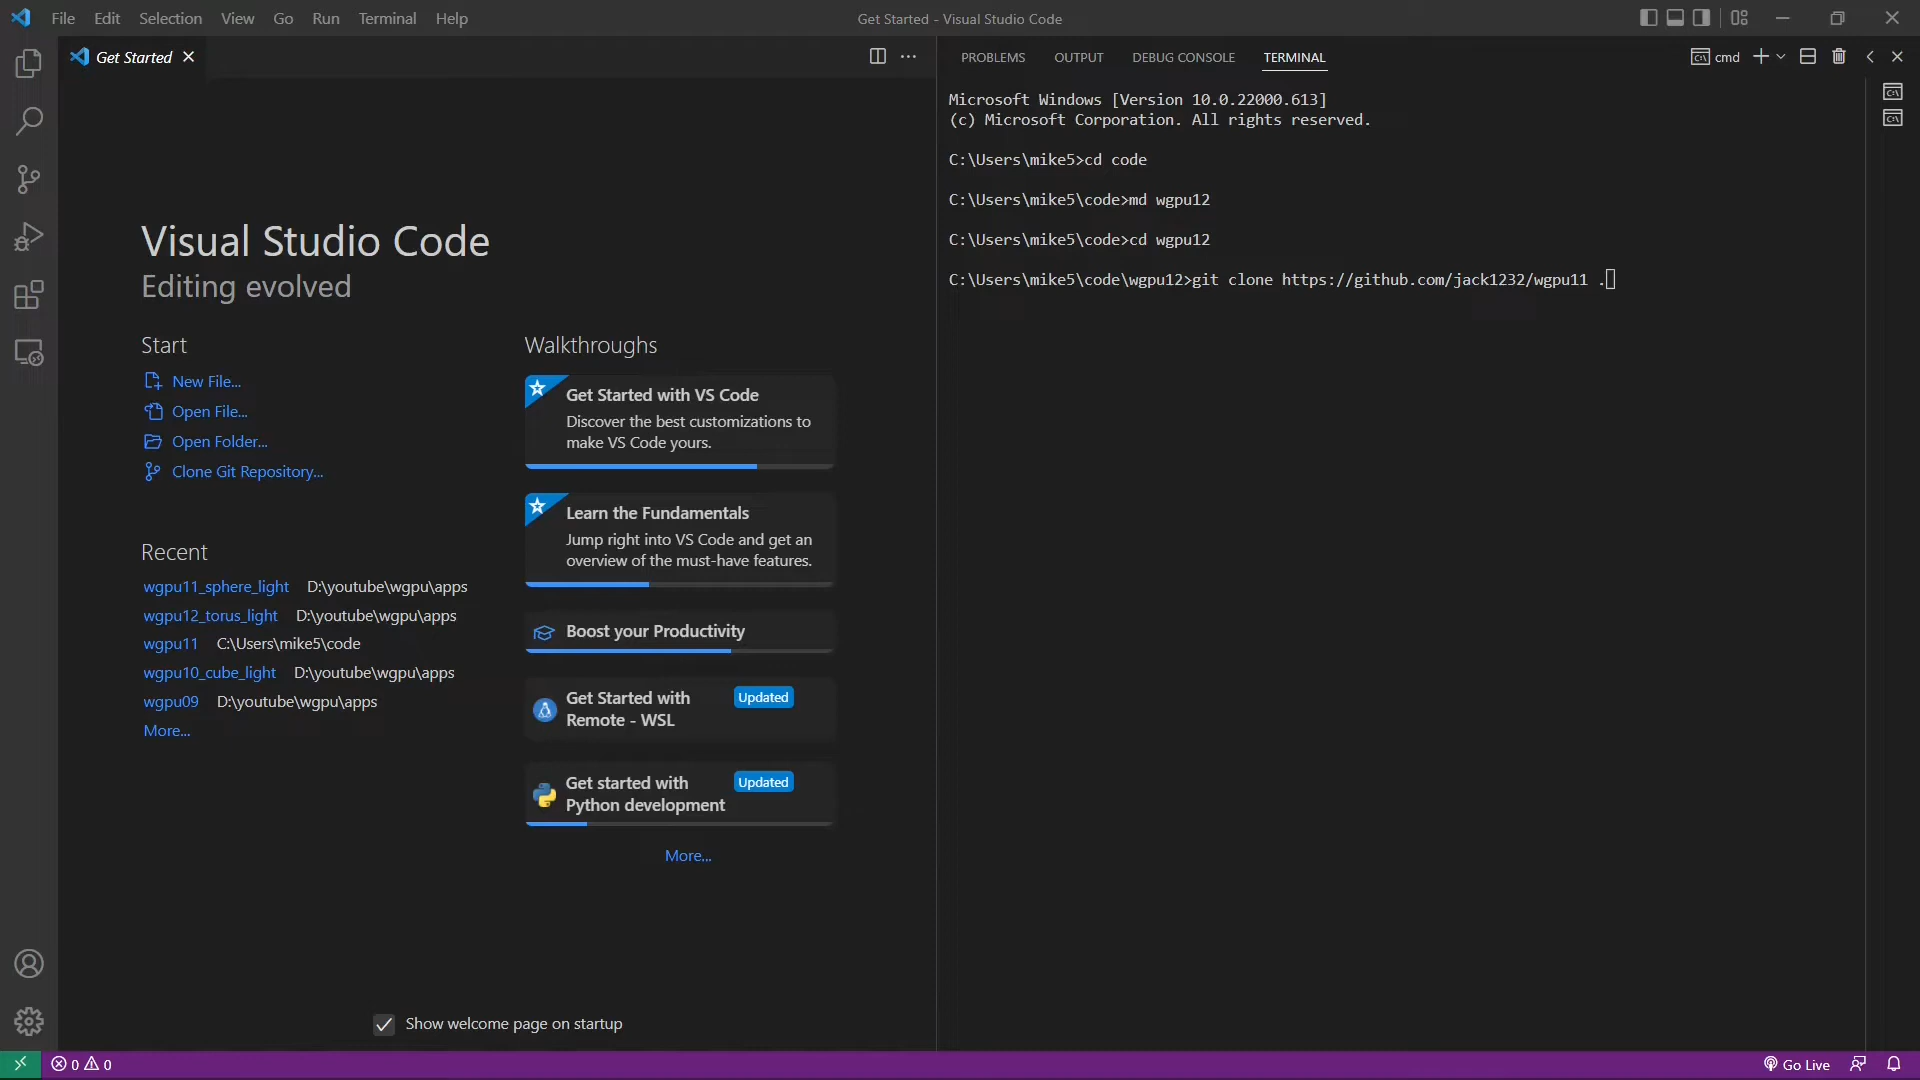 File Edit Selection View Go Run Terminal Help
Get Started - Visual Studio Code
Get Started
Visual Studio Code
Editing evolved
Start
New File...
Open File...
Open Folder...
Clone Git Repository...
Recent
wgpu11_sphere_light D:\youtube\wgpu\apps
wgpu12_torus_light D:\youtube\wgpu\apps
wgpu11 C:\Users\mike5\code
wgpu10_cube_light D:\youtube\wgpu\apps
wgpu09 D:\youtube\wgpu\apps
More...
Walkthroughs
Get Started with VS Code
Discover the best customizations to
make VS Code yours.
Learn the Fundamentals
Jump right into VS Code and get an
overview of the must-have features.
Boost your Productivity
Get Started with
Remote - WSL
Updated
Get started with
Python development
Updated
More...
Show welcome page on startup
PROBLEMS OUTPUT DEBUG CONSOLE TERMINAL
cmd
Microsoft Windows [Version 10.0.22000.613]
(c) Microsoft Corporation. All rights reserved.
C:\Users\mike5>cd code
C:\Users\mike5\code>md wgpu12
C:\Users\mike5\code>cd wgpu12
C:\Users\mike5\code\wgpu12>git clone https://github.com/jack1232/wgpu11 .
0 0
Go Live